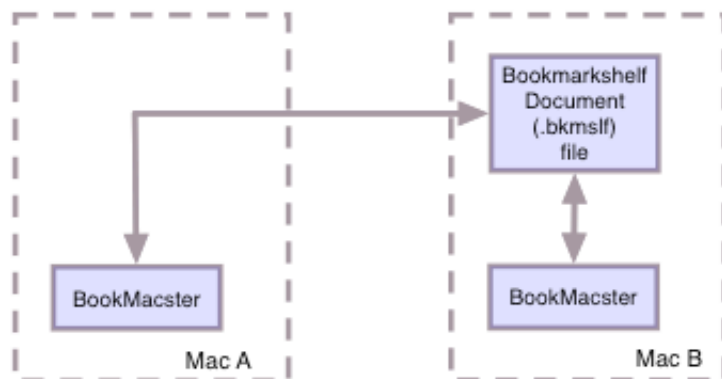 Bookmarkshelf
Document
(.bkmslf)
file
BookMacster
BookMacster
Mac A
Mac B